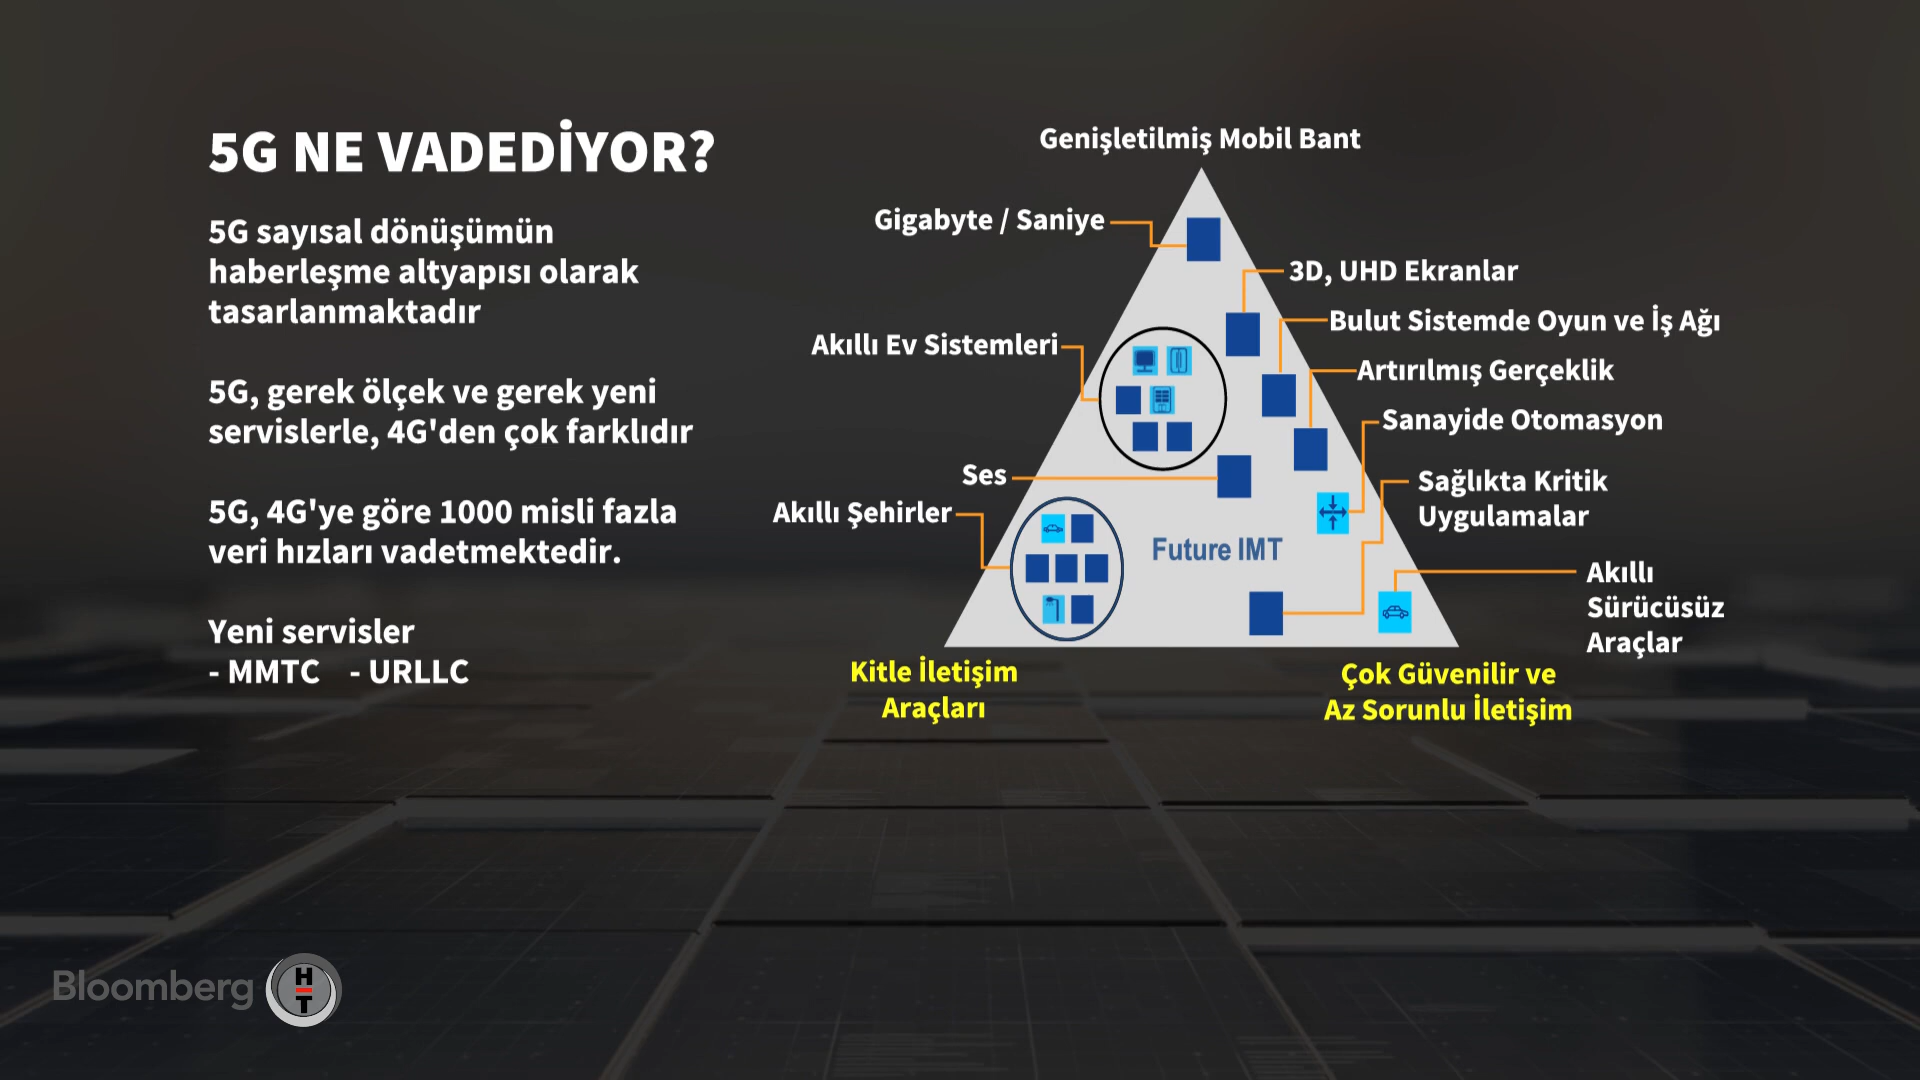 5G NE VADEDİYOR?
5G sayısal dönüşümün
haberleşme altyapısı olarak
tasarlanmaktadır
5G, gerek ölçek ve gerek yeni
servislerle, 4G'den çok farklıdır
5G, 4G'ye göre 1000 misli fazla
veri hızları vadetmektedir.
Yeni servisler
- MMTC - URLLC
Genişletilmiş Mobil Bant
Gigabyte / Saniye
3D, UHD Ekranlar
Bulut Sistemde Oyun ve İş Ağı
Akıllı Ev Sistemleri
Artırılmış Gerçeklik
Sanayide Otomasyon
Ses
Sağlıkta Kritik
Uygulamalar
Akıllı Şehirler
Future IMT
Akıllı
Sürücüsüz
Araçlar
Kitle İletişim
Araçları
Çok Güvenilir ve
Az Sorunlu İletişim
Bloomberg HT